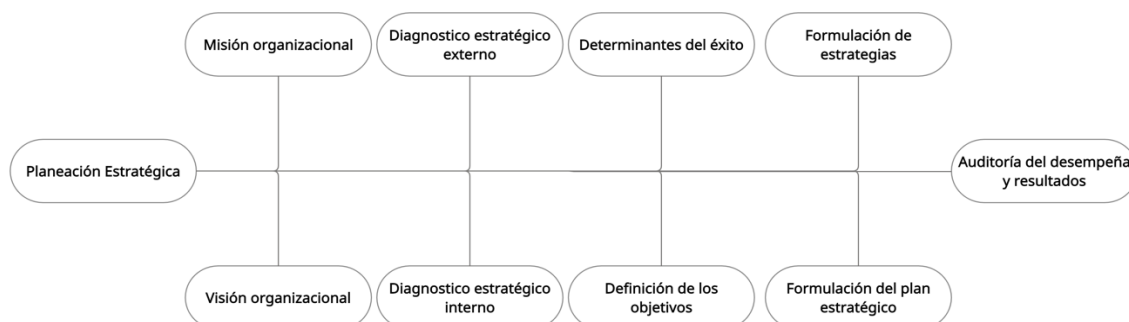 Misión organizacional
Diagnostico estratégico
externo
Determinantes del éxito
Formulación de
estrategias
Planeación Estratégica
Auditoría del desempeña
y resultados
Visión organizacional
Diagnostico estratégico
interno
Definición de los
objetivos
Formulación del plan
estratégico